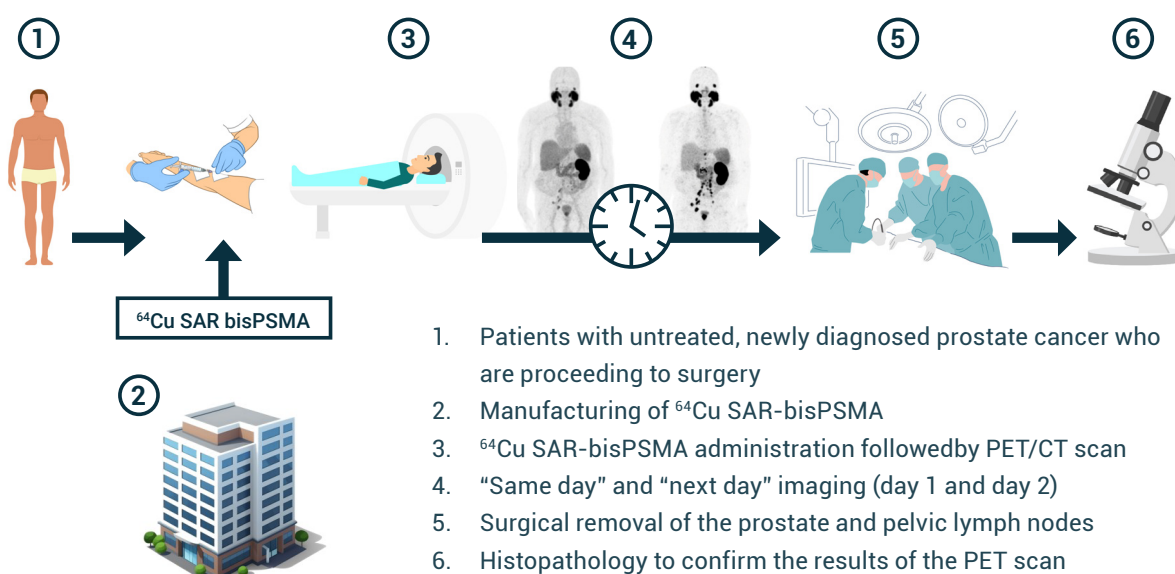 1
3
4
5
6
64Cu SAR bisPSMA
2
1. Patients with untreated, newly diagnosed prostate cancer who
are proceeding to surgery
2. Manufacturing of 64Cu SAR-bisPSMA
3. 64Cu SAR-bisPSMA administration followedby PET/CT scan
4. “Same day” and “next day” imaging (day 1 and day 2)
5. Surgical removal of the prostate and pelvic lymph nodes
6. Histopathology to confirm the results of the PET scan